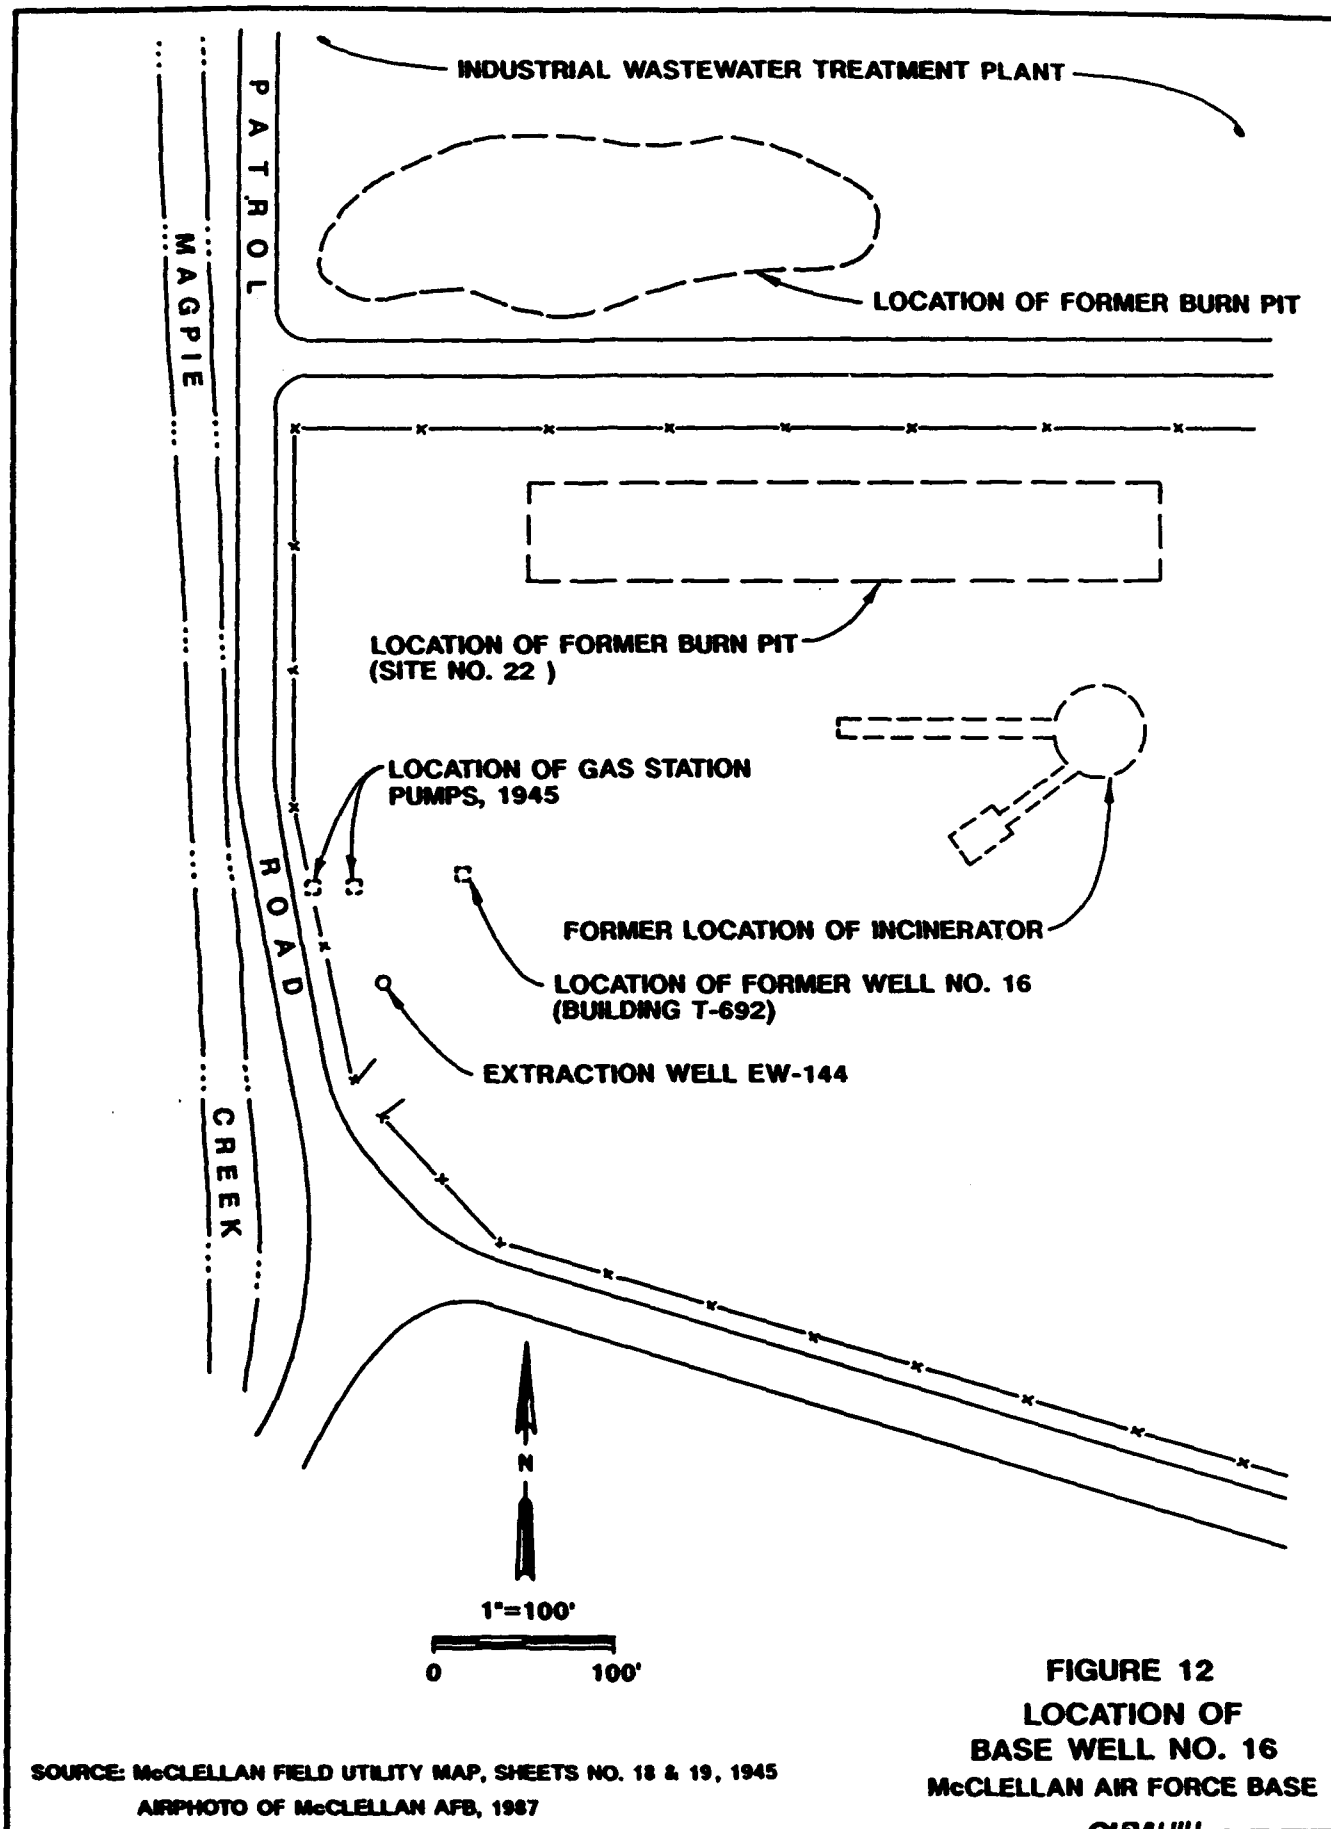 INDUSTRIAL WASTEWATER TREATMENT PLANT
PATROL
MAGPIE
LOCATION OF FORMER BURN PIT
LOCATION OF FORMER BURN PIT
(SITE NO. 22 )
LOCATION OF GAS STATION
PUMPS, 1945
ROAD
FORMER LOCATION OF INCINERATOR
LOCATION OF FORMER WELL NO. 16
(BUILDING T-692)
EXTRACTION WELL EW-144
CREEK
N
1"=100'
0 100'
FIGURE 12
LOCATION OF
BASE WELL NO. 16
McCLELLAN AIR FORCE BASE
SOURCE: McCLELLAN FIELD UTILITY MAP, SHEETS NO. 18 & 19, 1945
AIRPHOTO OF McCLELLAN AFB, 1987